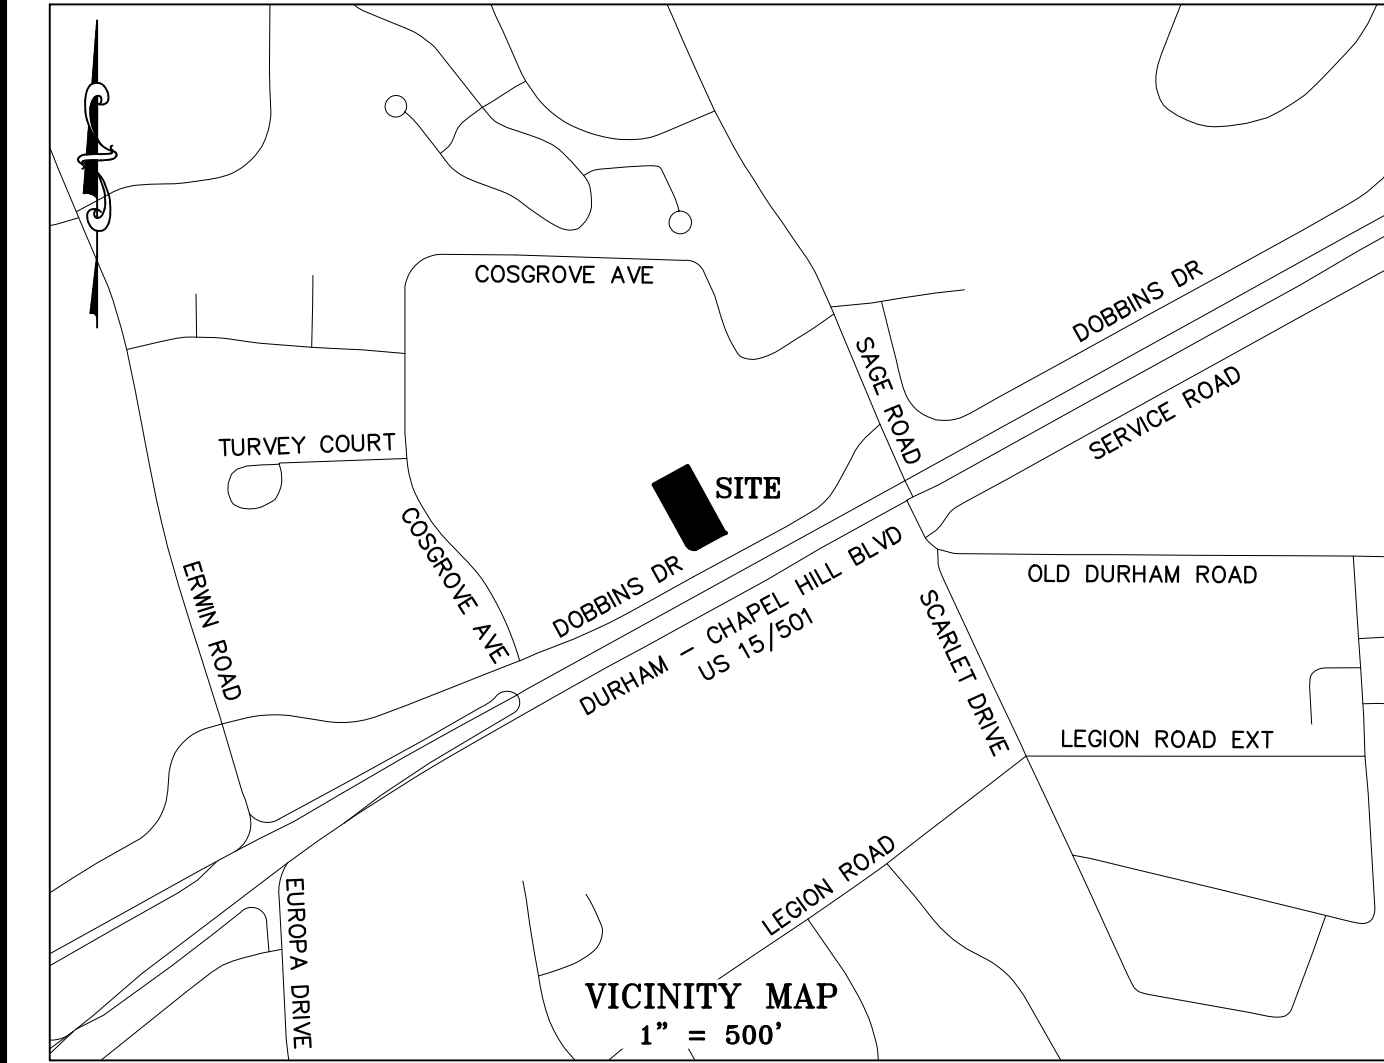 COSGROVE AVE
DOBBINS DR
SAGE ROAD
SERVICE ROAD
TURVEY COURT
SITE
COSGROVE AVE
DOBBINS DR
DURHAM – CHAPEL HILL BLVD
US 15/501
ERWIN ROAD
OLD DURHAM ROAD
SCARLET DRIVE
LEGION ROAD EXT
LEGION ROAD
EUROPA DRIVE
VICINITY MAP
1" = 500'